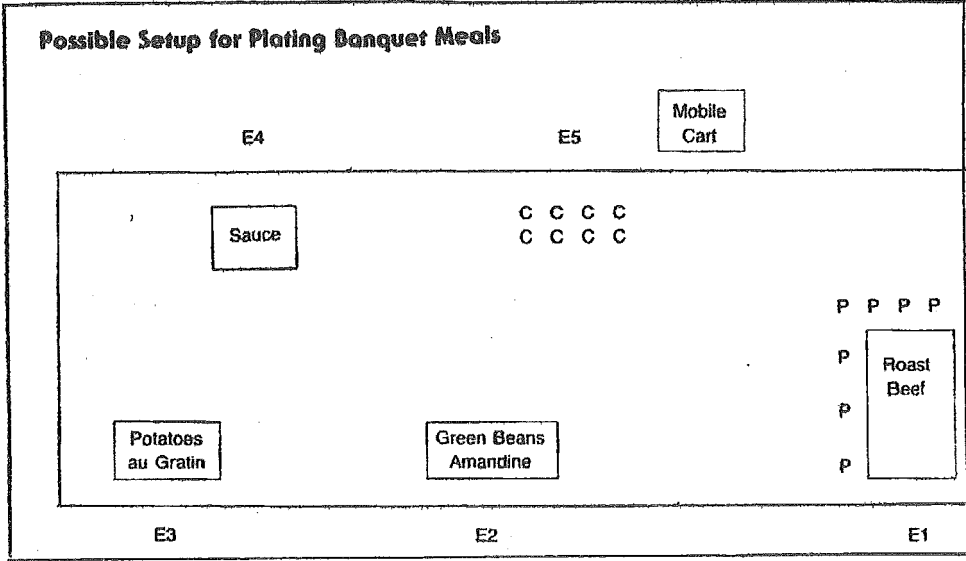 Possible Setup for Plating Banquet Meals
E4
E5
Mobile
Cart
Sauce
C C C C
C C C C
P P P P
P
P
P
Roast
Beef
Potatoes
au Gratin
Green Beans
Amandine
E3
E2
E1